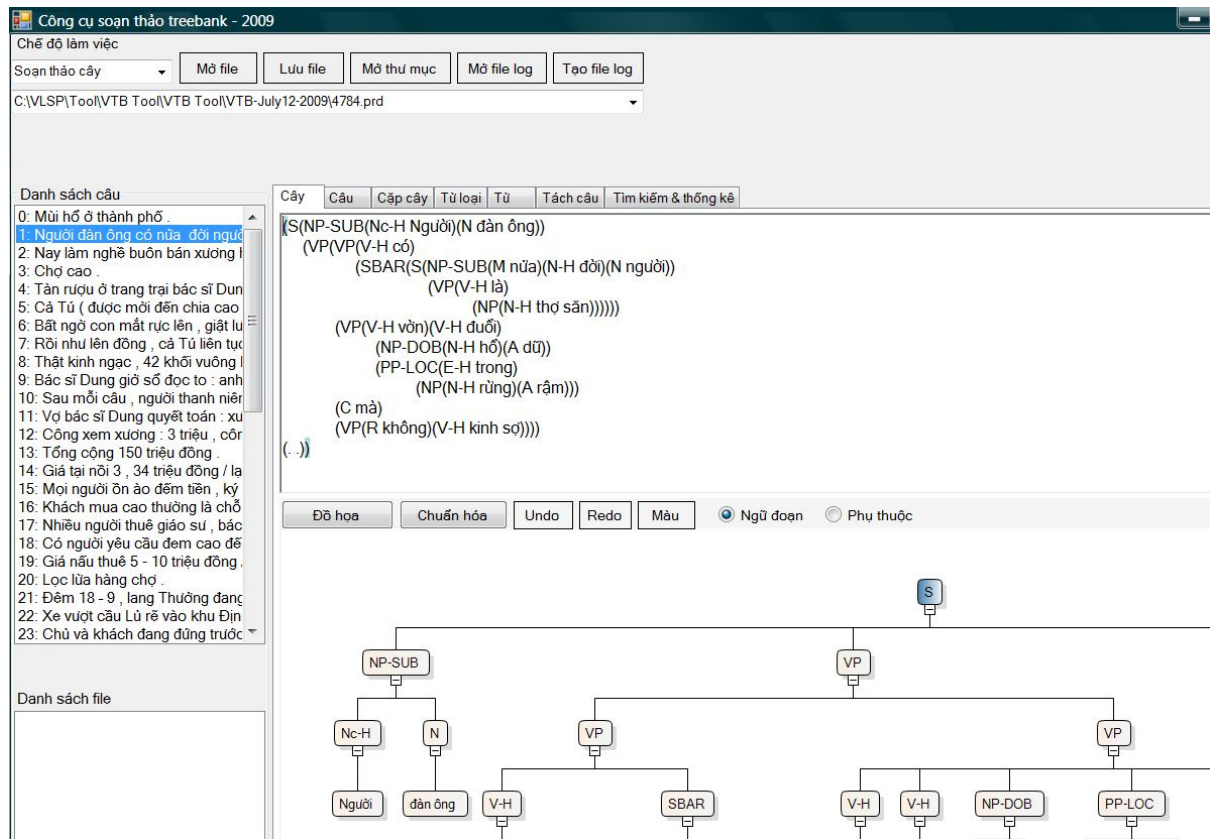 Công cụ soạn thảo treebank - 2009
Chế độ làm việc
Soạn thảo cây Mở file Lưu file Mở thư mục Mở file log Tạo file log
C:\VLSP\Tool\VTB Tool\VTB Tool\VTB-July12-2009\4784.prd
Danh sách câu
0: Mùi hổ ở thành phố .
1: Người đàn ông có nửa đời ngườ
2: Nay làm nghề buôn bán xương h
3: Chợ cao .
4: Tàn rượu ở trang trại bác sĩ Dun
5: Cả Tú ( được mời đến chia cao
6: Bất ngờ con mắt rực lên , giật lu
7: Rồi như lên đồng , cả Tú liên tục
8: Thật kinh ngạc , 42 khối vuông
9: Bác sĩ Dung giở sổ đọc to : anh
10: Sau mỗi câu , người thanh niên
11: Vợ bác sĩ Dung quyết toán : xu
12: Công xem xương : 3 triệu , côn
13: Tổng cộng 150 triệu đồng .
14: Giá tại nồi 3 , 34 triệu đồng / lạ
15: Mọi người ồn ào đếm tiền , ký
16: Khách mua cao thường là chỗ
17: Nhiều người thuê giáo sư , bác
18: Có người yêu cầu đem cao đế
19: Giá nấu thuê 5 - 10 triệu đồng .
20: Lọc lừa hàng chợ .
21: Đêm 18 - 9 , lang Thưởng đang
22: Xe vượt cầu Lủ rẽ vào khu Địn
23: Chủ và khách đang đứng trước
Danh sách file
Cây Câu Cặp cây Từ loại Từ Tách câu Tìm kiếm & thống kê
(S(NP-SUB(Nc-H Người)(N đàn ông))
(VP(VP(V-H có)
(SBAR(S(NP-SUB(M nửa)(N-H đời)(N người))
(VP(V-H là)
(NP(N-H thợ săn))))))
(VP(V-H vờn)(V-H đuổi)
(NP-DOB(N-H hổ)(A dữ))
(PP-LOC(E-H trong)
(NP(N-H rừng)(A rậm)))
(C mà)
(VP(R không)(V-H kinh sợ))))
(. .))
Đồ họa Chuẩn hóa Undo Redo Màu Ngữ đoạn Phụ thuộc
S
NP-SUB VP
Nc-H N VP VP
Người đàn ông V-H SBAR V-H V-H NP-DOB PP-LOC